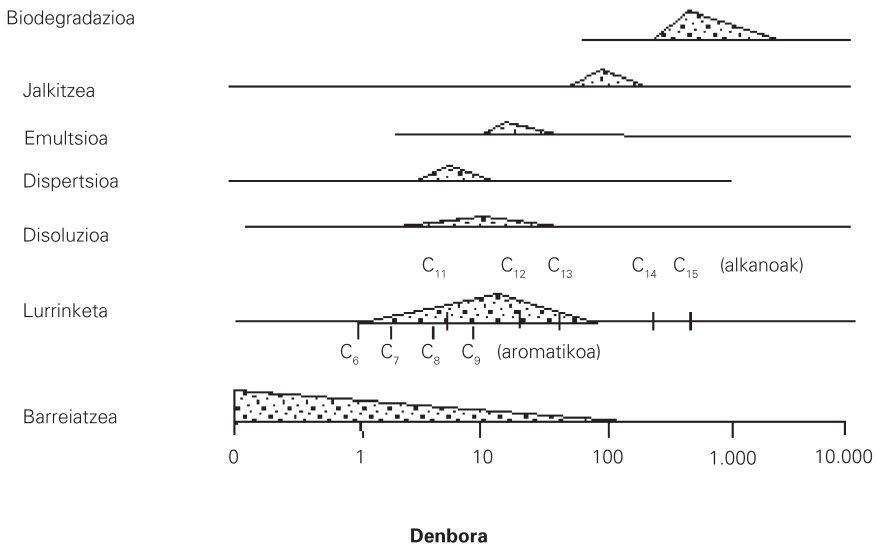 Biodegradazioa
Jalkitzea
Emultsioa
Dispertsioa
Disoluzioa
C₁₁ C₁₂ C₁₃ C₁₄ C₁₅ (alkanoak)
Lurrinketa
C₆ C₇ C₈ C₉ (aromatikoa)
Barreiatzea
0 1 10 100 1.000 10.000
Denbora